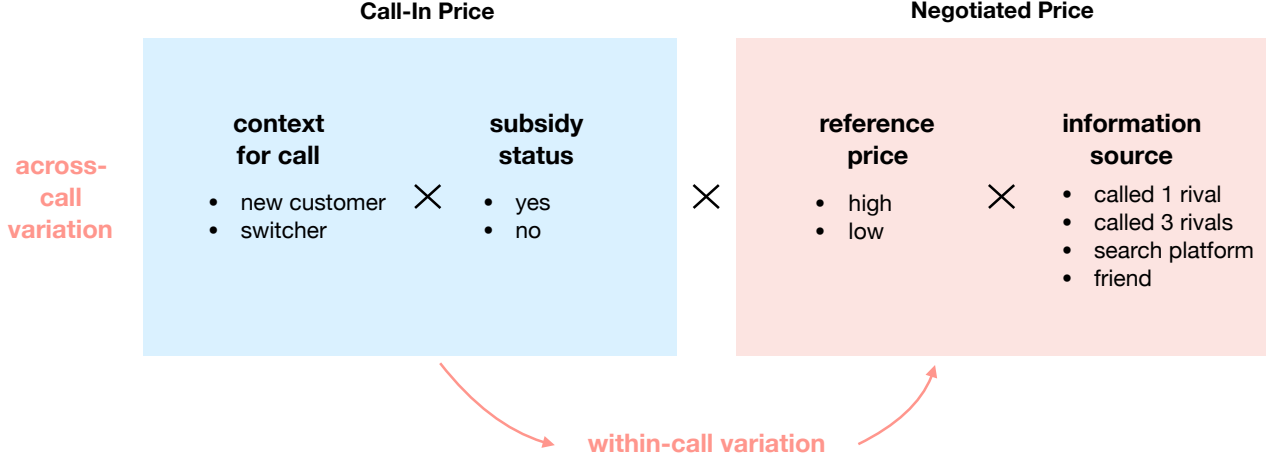 Call-In Price
Negotiated Price
across-
call
variation
context
for call
• new customer
• switcher
×
subsidy
status
• yes
• no
×
reference
price
• high
• low
×
information
source
• called 1 rival
• called 3 rivals
• search platform
• friend
within-call variation